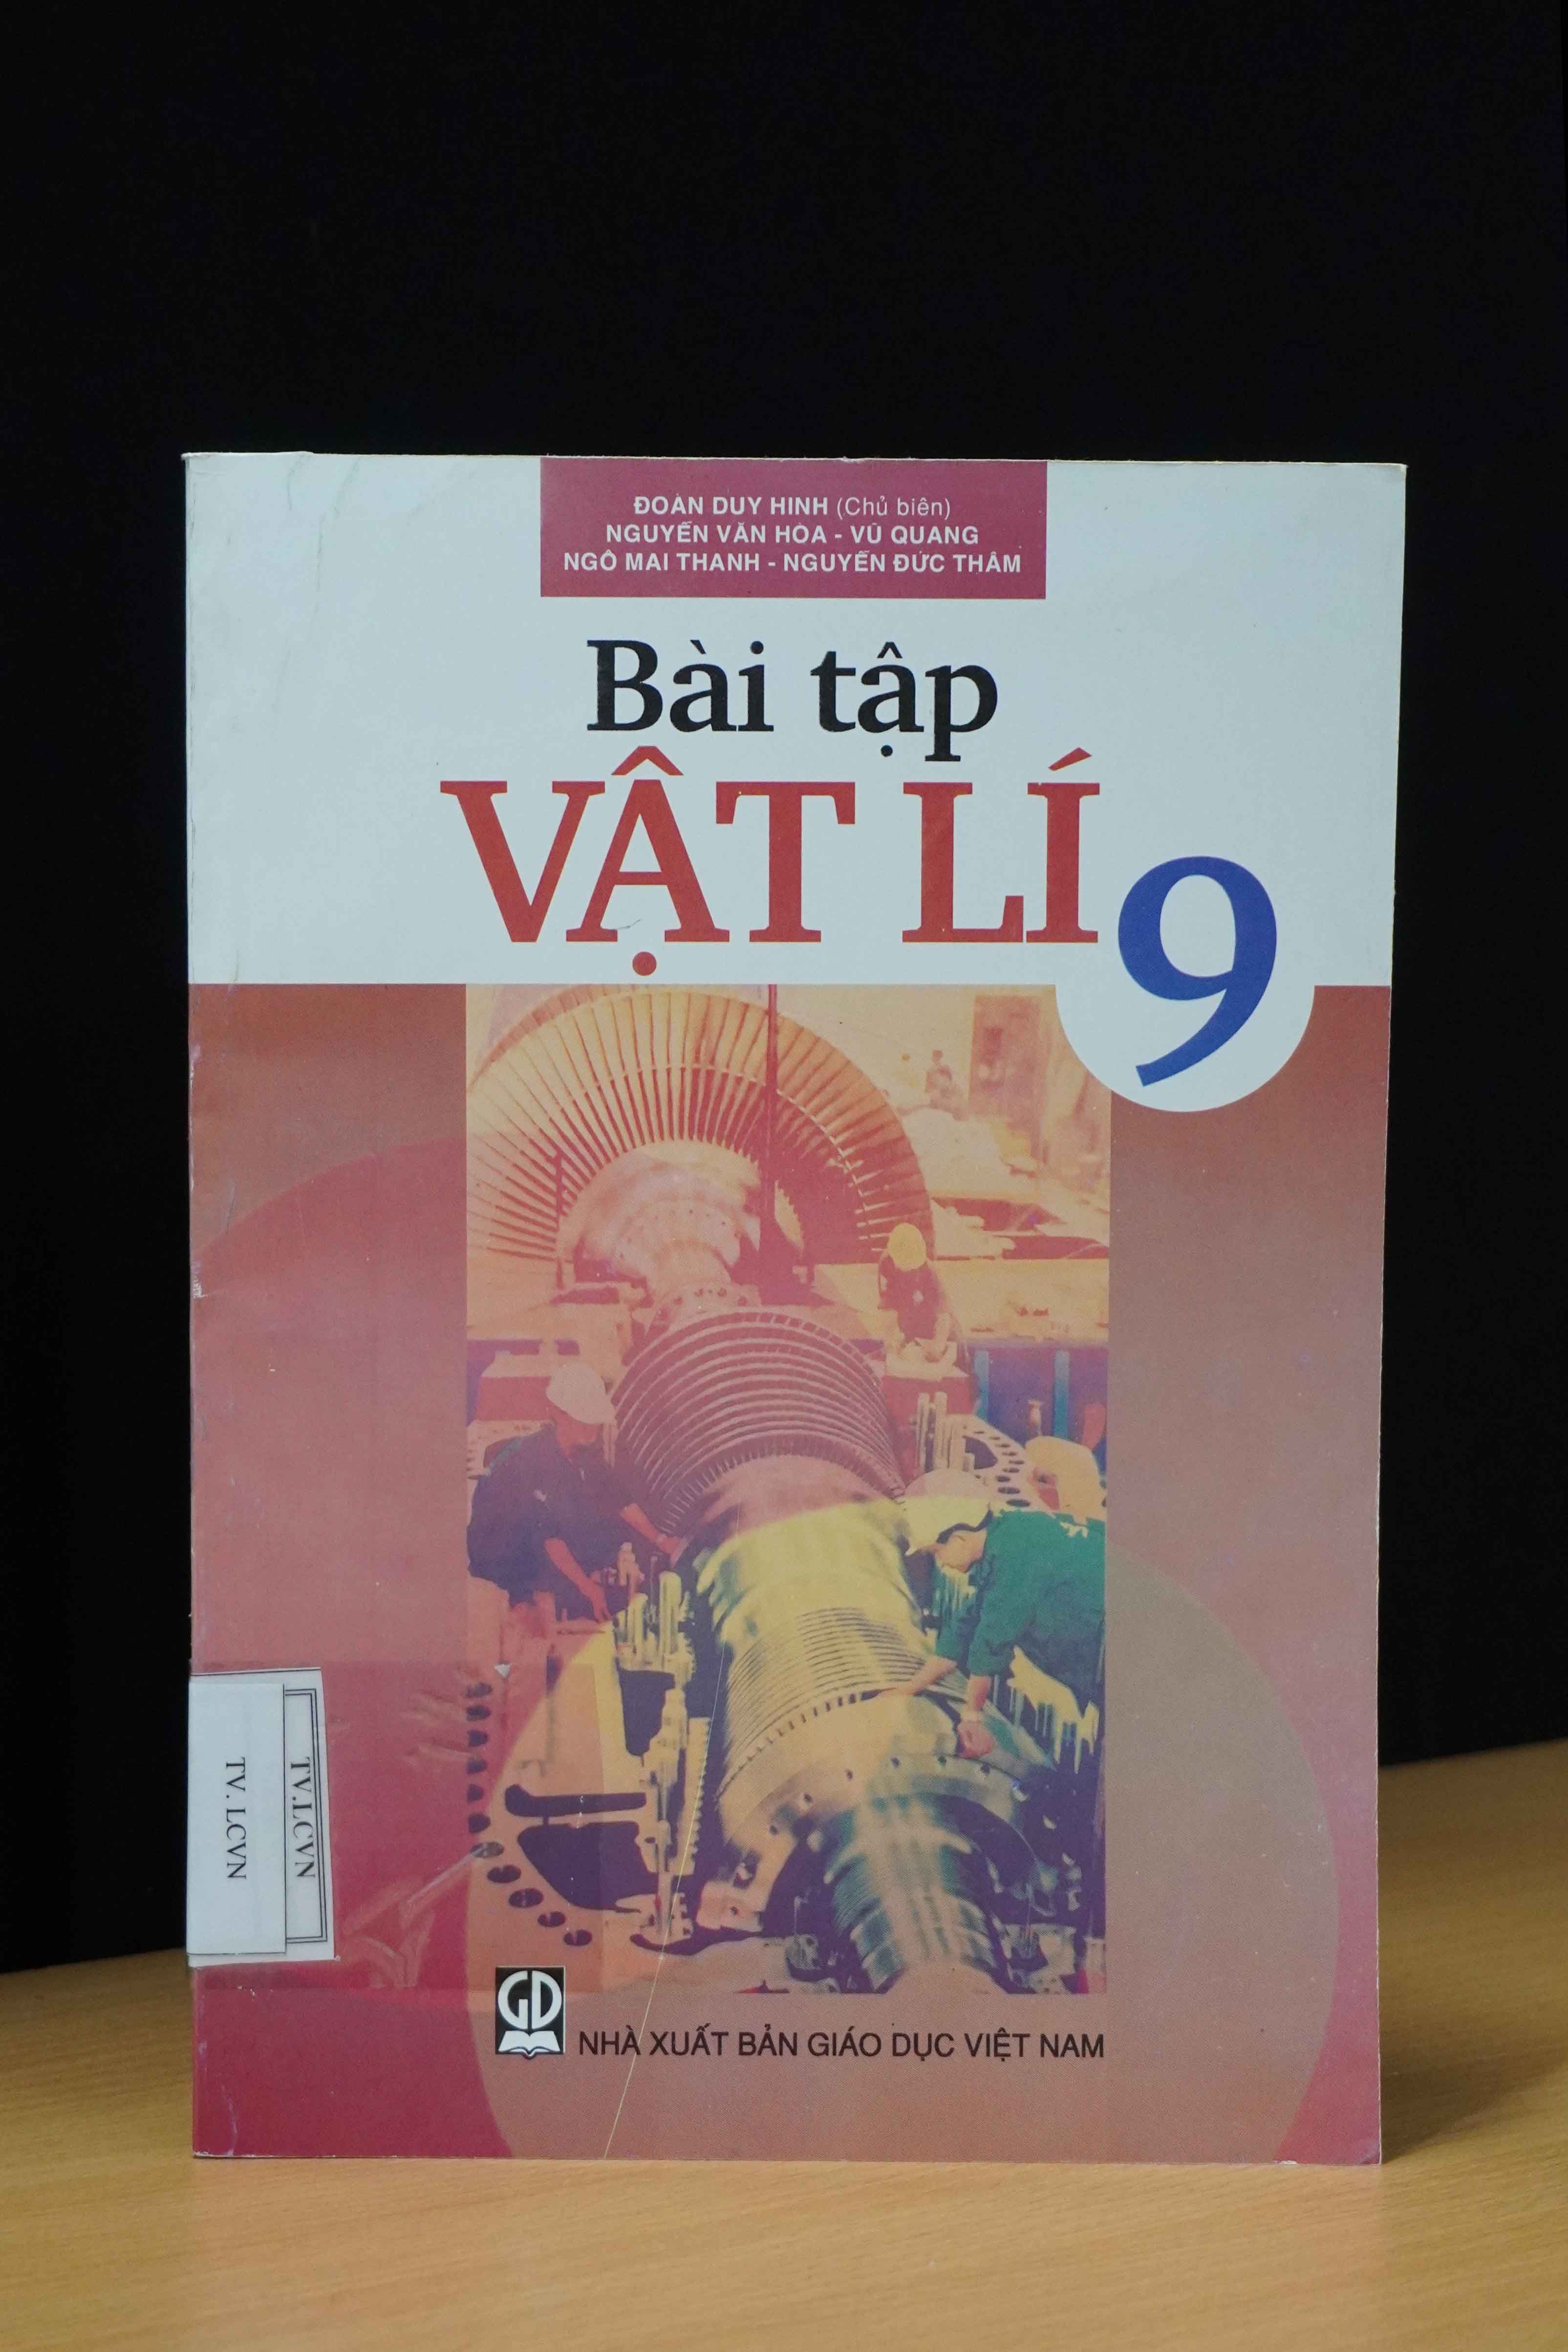 ĐOÀN DUY HINH (Chủ biên)
NGUYỄN VĂN HÒA - VŨ QUANG
NGÔ MAI THANH - NGUYỄN ĐỨC THÂM
Bài tập
VẬT LÍ 9
TV.LCVN
TV. LCVN
GD
NHÀ XUẤT BẢN GIÁO DỤC VIỆT NAM